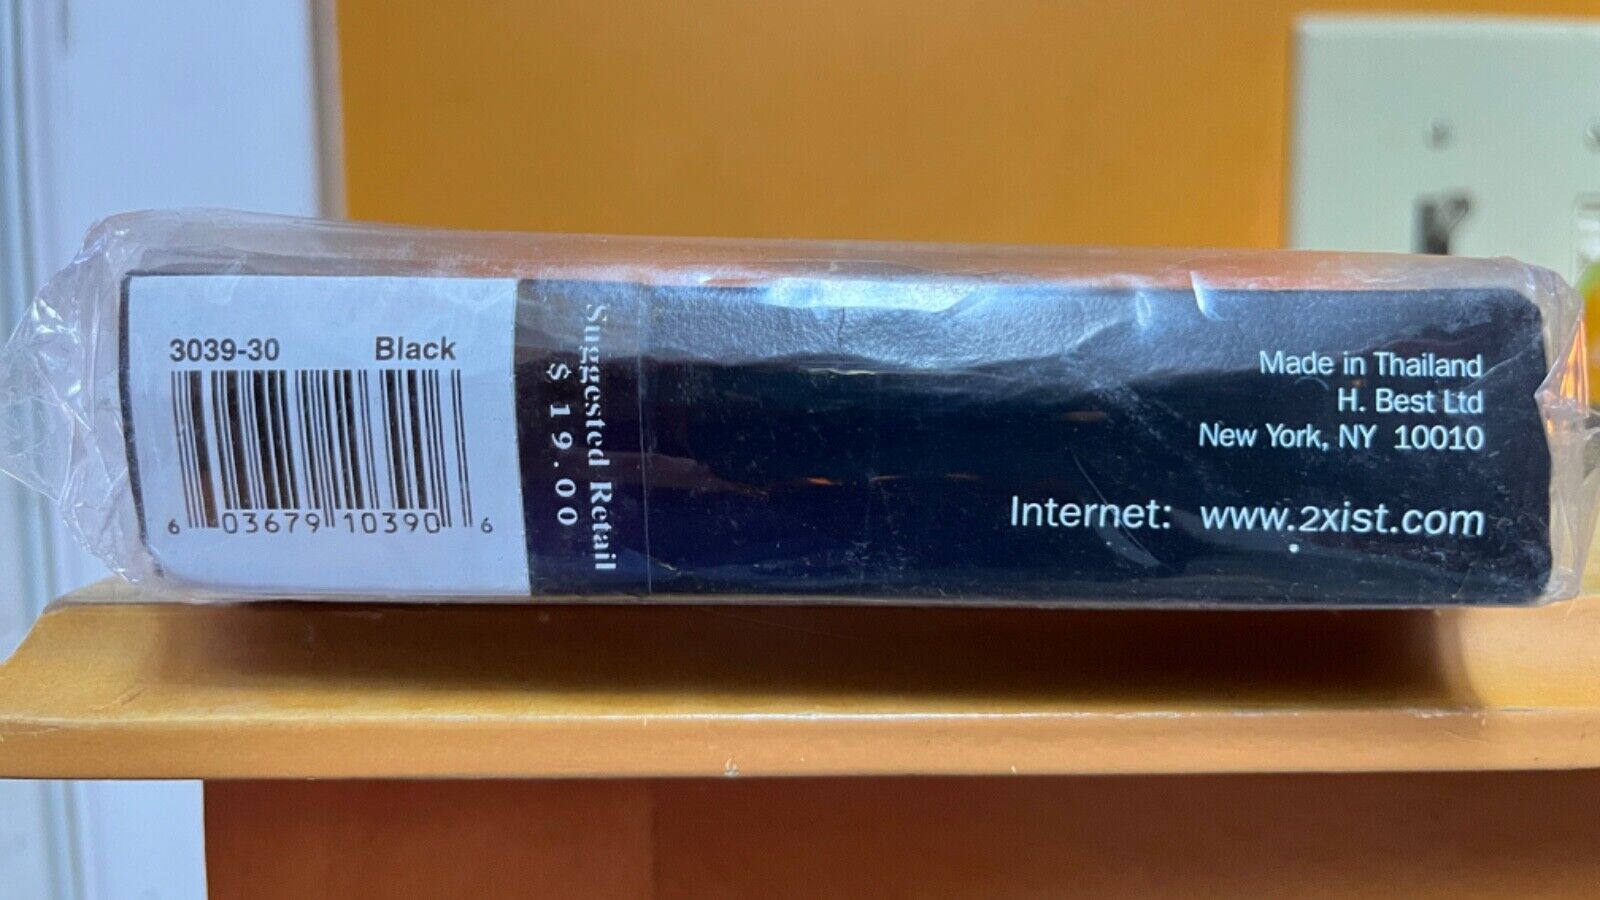 3039-30 Black
6 03679 10390 6
Suggested Retail
$ 19.00
Made in Thailand
H. Best Ltd
New York, NY 10010
Internet: www.2xist.com